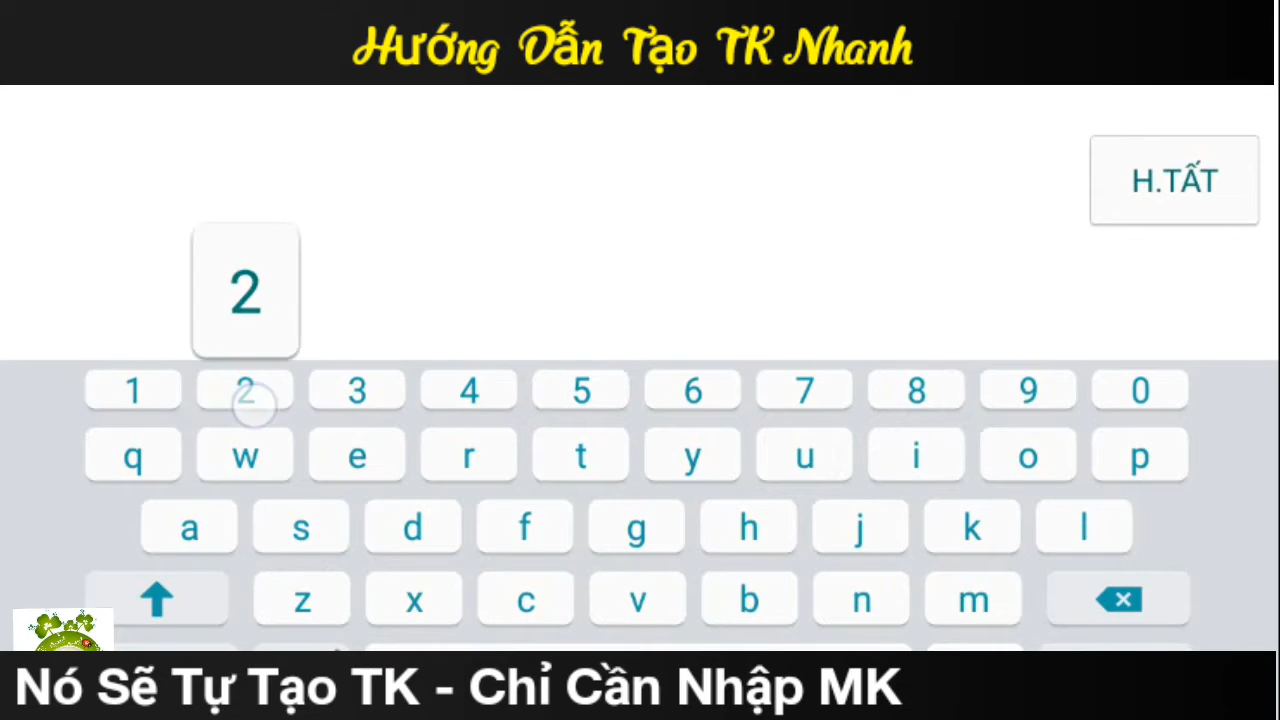 Hướng Dẫn Tạo TK Nhanh
H.TẤT
2
1 2 3 4 5 6 7 8 9 0
q w e r t y u i o p
a s d f g h j k l
z x c v b n m
Nó Sẽ Tự Tạo TK - Chỉ Cần Nhập MK